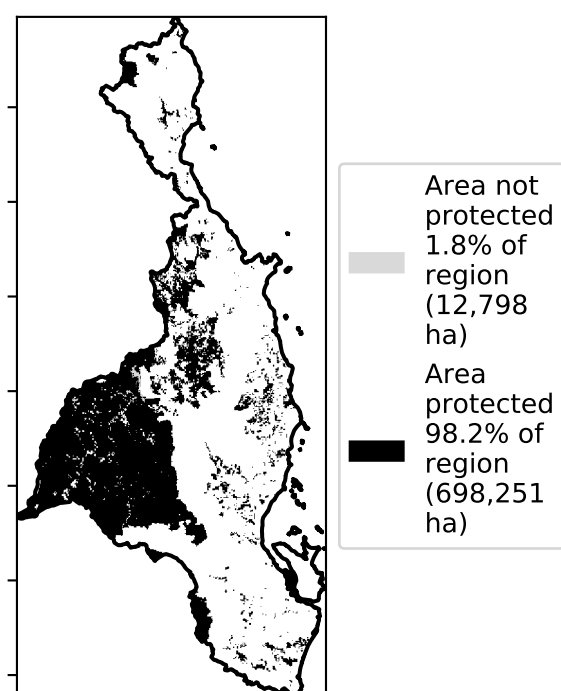 Area not
protected
1.8% of
region
(12,798
ha)
Area
protected
98.2% of
region
(698,251
ha)